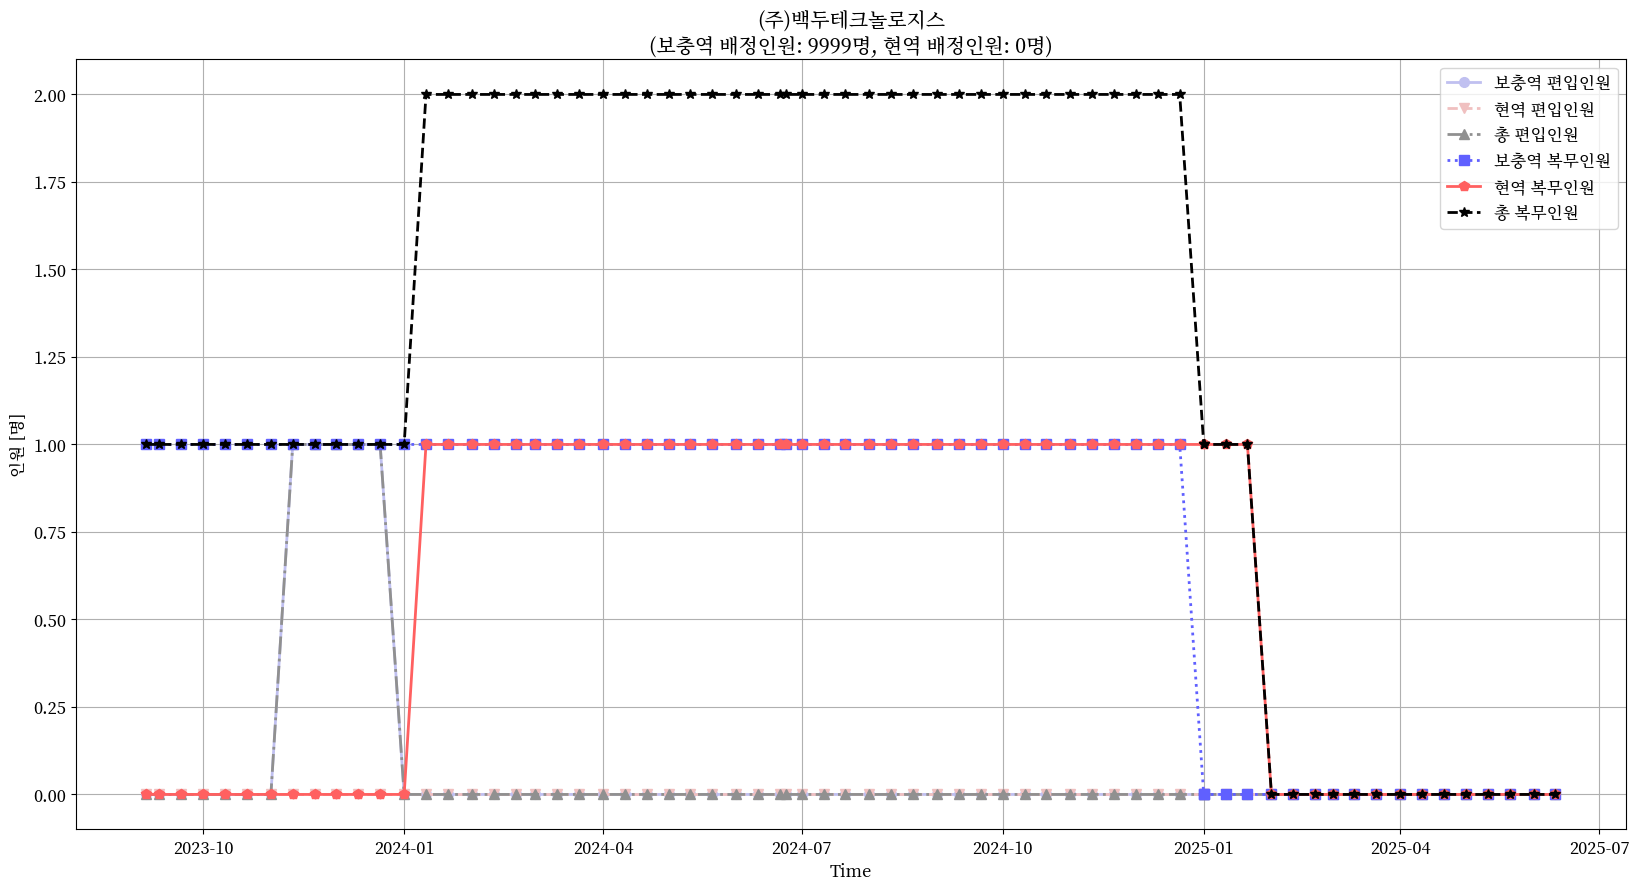 (주)백두테크놀로지스
(보충역 배정인원: 9999명, 현역 배정인원: 0명)
보충역 편입인원
현역 편입인원
총 편입인원
보충역 복무인원
현역 복무인원
총 복무인원
인원 [명]
2.00
1.75
1.50
1.25
1.00
0.75
0.50
0.25
0.00
2023-10
2024-01
2024-04
2024-07
2024-10
2025-01
2025-04
2025-07
Time